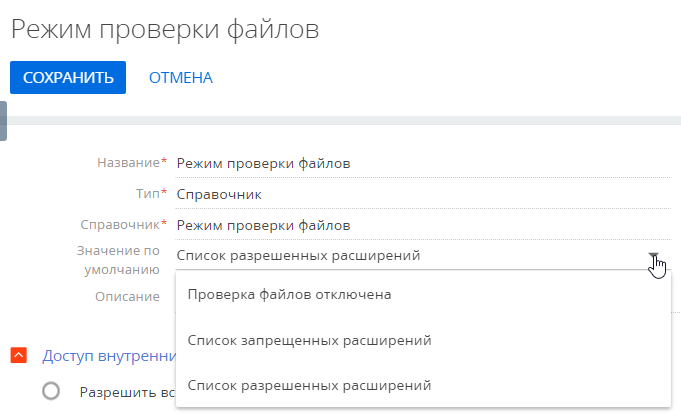 Режим проверки файлов
СОХРАНИТЬ ОТМЕНА
Название* Режим проверки файлов
Тип* Справочник
Справочник* Режим проверки файлов
Значение по умолчанию Список разрешенных расширений
Описание
Проверка файлов отключена
Список запрещенных расширений
Список разрешенных расширений
Доступ внутренни
Разрешить вс